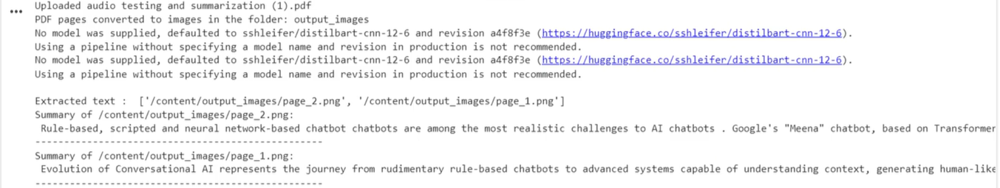 Uploaded audio testing and summarization (1).pdf
PDF pages converted to images in the folder: output_images
No model was supplied, defaulted to sshleifer/distilbart-cnn-12-6 and revision a4f8f3e (https://huggingface.co/sshleifer/distilbart-cnn-12-6).
Using a pipeline without specifying a model name and revision in production is not recommended.
No model was supplied, defaulted to sshleifer/distilbart-cnn-12-6 and revision a4f8f3e (https://huggingface.co/sshleifer/distilbart-cnn-12-6).
Using a pipeline without specifying a model name and revision in production is not recommended.
Extracted text :  ['/content/output_images/page_2.png', '/content/output_images/page_1.png']
Summary of /content/output_images/page_2.png:
Rule-based, scripted and neural network-based chatbot chatbots are among the most realistic challenges to AI chatbots . Google's "Meena" chatbot, based on Transformer
--------------------------------------------------
Summary of /content/output_images/page_1.png:
Evolution of Conversational AI represents the journey from rudimentary rule-based chatbots to advanced systems capable of understanding context, generating human-like
--------------------------------------------------